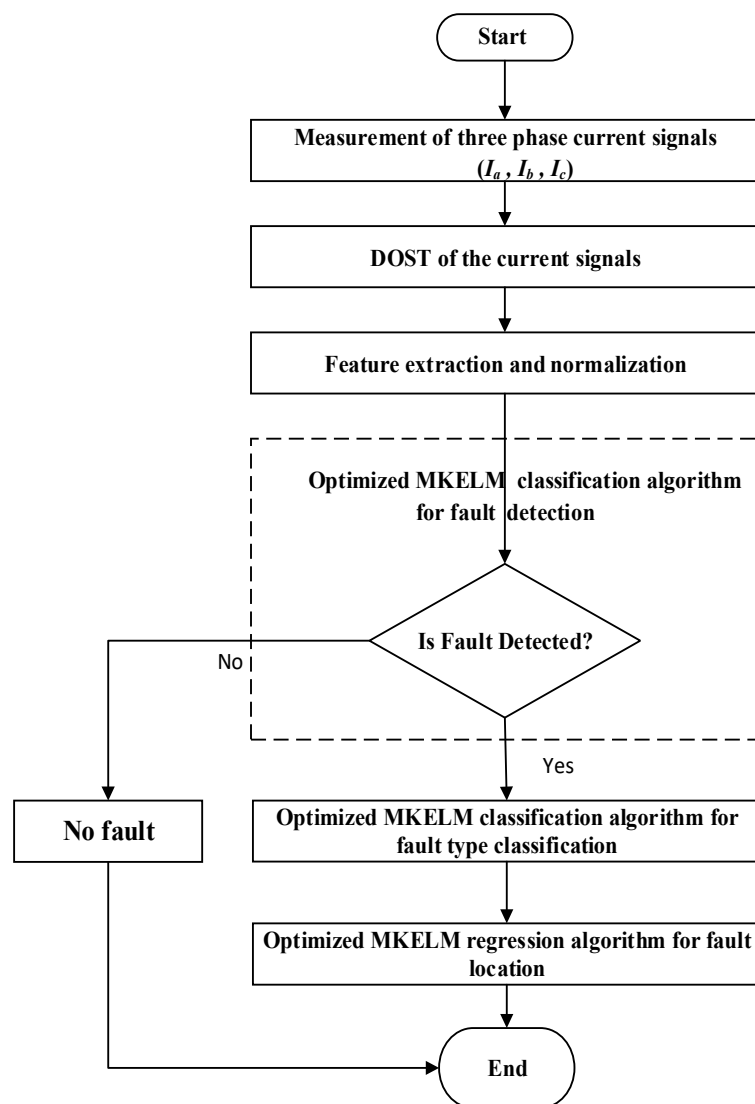 Start
Measurement of three phase current signals
(Ia , Ib , Ic)
DOST of the current signals
Feature extraction and normalization
Optimized MKELM classification algorithm
for fault detection
Is Fault Detected?
No
Yes
No fault
Optimized MKELM classification algorithm for
fault type classification
Optimized MKELM regression algorithm for fault
location
End